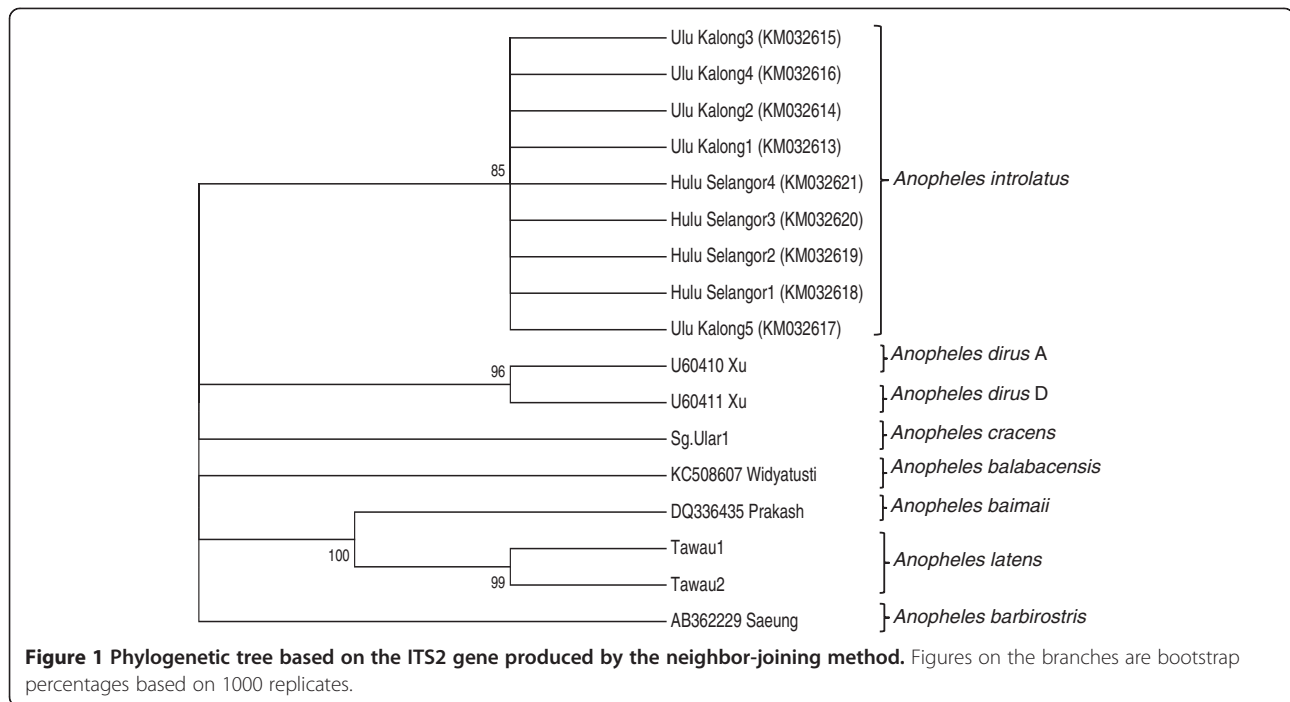 Ulu Kalong3 (KM032615)
Ulu Kalong4 (KM032616)
Ulu Kalong2 (KM032614)
Ulu Kalong1 (KM032613)
85
Hulu Selangor4 (KM032621)
Anopheles introlatus
Hulu Selangor3 (KM032620)
Hulu Selangor2 (KM032619)
Hulu Selangor1 (KM032618)
Ulu Kalong5 (KM032617)
96
U60410 Xu
Anopheles dirus A
U60411 Xu
Anopheles dirus D
Sg.Ular1
Anopheles cracens
KC508607 Widyatusti
Anopheles balabacensis
DQ336435 Prakash
Anopheles baimaii
100
Tawau1
Anopheles latens
99
Tawau2
AB362229 Saeung
Anopheles barbirostris
Figure 1 Phylogenetic tree based on the ITS2 gene produced by the neighbor-joining method. Figures on the branches are bootstrap
percentages based on 1000 replicates.